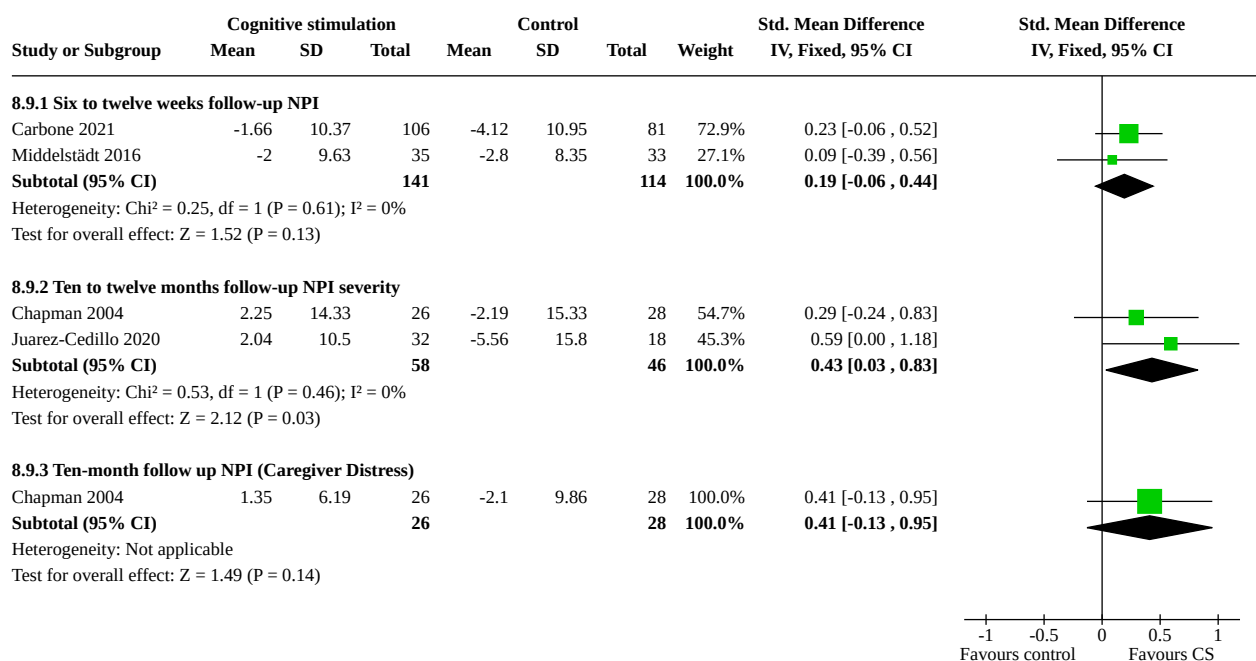 Cognitive stimulation Control Std. Mean Difference Std. Mean Difference
Study or Subgroup Mean SD Total Mean SD Total Weight IV, Fixed, 95% CI IV, Fixed, 95% CI
8.9.1 Six to twelve weeks follow-up NPI
Carbone 2021 -1.66 10.37 106 -4.12 10.95 81 72.9% 0.23 [-0.06 , 0.52]
Middelstädt 2016 -2 9.63 35 -2.8 8.35 33 27.1% 0.09 [-0.39 , 0.56]
Subtotal (95% CI) 141 114 100.0% 0.19 [-0.06 , 0.44]
Heterogeneity: Chi² = 0.25, df = 1 (P = 0.61); I² = 0%
Test for overall effect: Z = 1.52 (P = 0.13)
8.9.2 Ten to twelve months follow-up NPI severity
Chapman 2004 2.25 14.33 26 -2.19 15.33 28 54.7% 0.29 [-0.24 , 0.83]
Juarez-Cedillo 2020 2.04 10.5 32 -5.56 15.8 18 45.3% 0.59 [0.00 , 1.18]
Subtotal (95% CI) 58 46 100.0% 0.43 [0.03 , 0.83]
Heterogeneity: Chi² = 0.53, df = 1 (P = 0.46); I² = 0%
Test for overall effect: Z = 2.12 (P = 0.03)
8.9.3 Ten-month follow up NPI (Caregiver Distress)
Chapman 2004 1.35 6.19 26 -2.1 9.86 28 100.0% 0.41 [-0.13 , 0.95]
Subtotal (95% CI) 26 28 100.0% 0.41 [-0.13 , 0.95]
Heterogeneity: Not applicable
Test for overall effect: Z = 1.49 (P = 0.14)
-1 -0.5 0 0.5 1
Favours control Favours CS